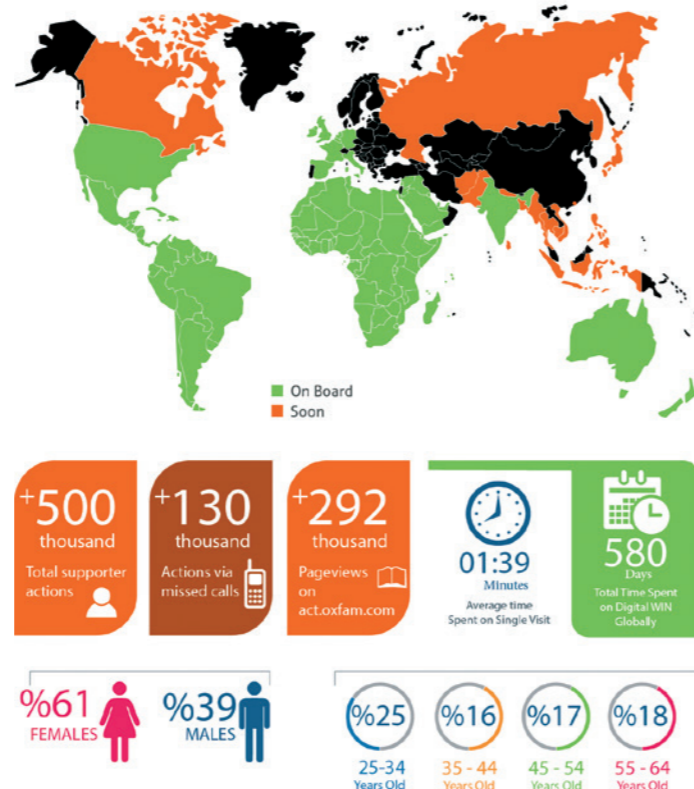 On Board
Soon
+500
thousand
Total supporter
actions
+130
thousand
Actions via
missed calls
+292
thousand
Pageviews
on
act.oxfam.com
01:39
Minutes
Average time
Spent on Single Visit
580
Days
Total Time Spent
on Digital WIN
Globally
%61
FEMALES
%39
MALES
%25
25-34
Years Old
%16
35 - 44
Years Old
%17
45 - 54
Years Old
%18
55 - 64
Years Old